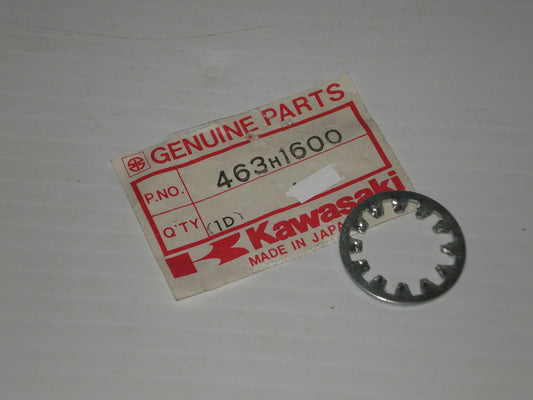 GENUINE PARTS
P.NO. 463H1600
Q'TY (1D)
Kawasaki
MADE IN JAPAN